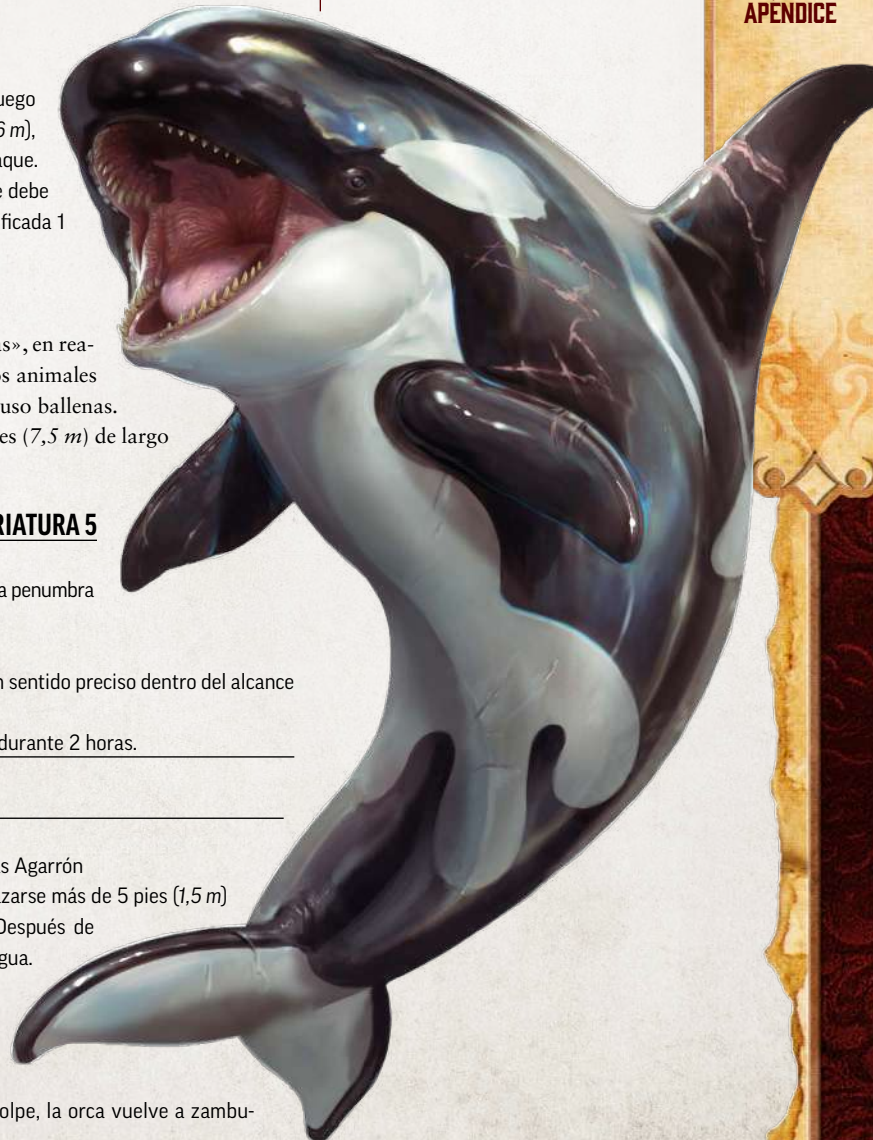 APÉNDICE
uego
6 m),
aque.
e debe
ficada 1
as», en rea-
os animales
uso ballenas.
es (7,5 m) de largo
RIATURA 5
a penumbra
n sentido preciso dentro del alcance
durante 2 horas.
s Agarrón
zarse más de 5 pies (1,5 m)
Después de
gua.
olpe, la orca vuelve a zambu-